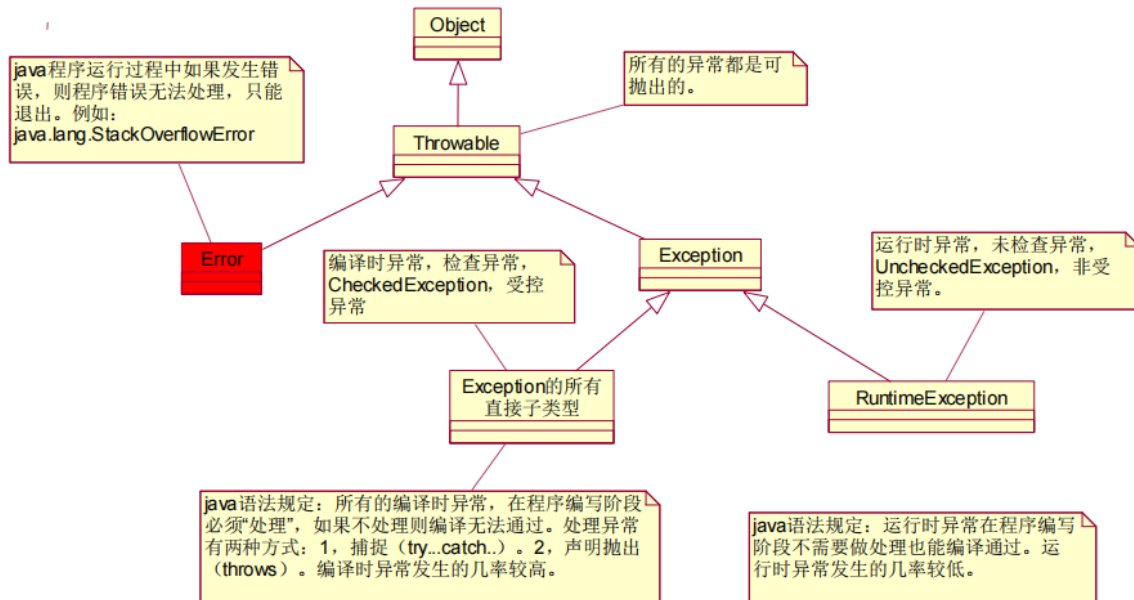 Object
java程序运行过程中如果发生错
误，则程序错误无法处理，只能
退出。例如：
java.lang.StackOverflowError
所有的异常都是可
抛出的。
Throwable
Error
编译时异常，检查异常，
CheckedException，受控
异常
Exception
运行时异常，未检查异常，
UncheckedException，非受
控异常。
Exception的所有
直接子类型
RuntimeException
java语法规定：所有的编译时异常，在程序编写阶段
必须“处理”，如果不处理则编译无法通过。处理异常
有两种方式：1，捕捉（try...catch..）。2，声明抛出
（throws）。编译时异常发生的几率较高。
java语法规定：运行时异常在程序编写
阶段不需要做处理也能编译通过。运
行时异常发生的几率较低。